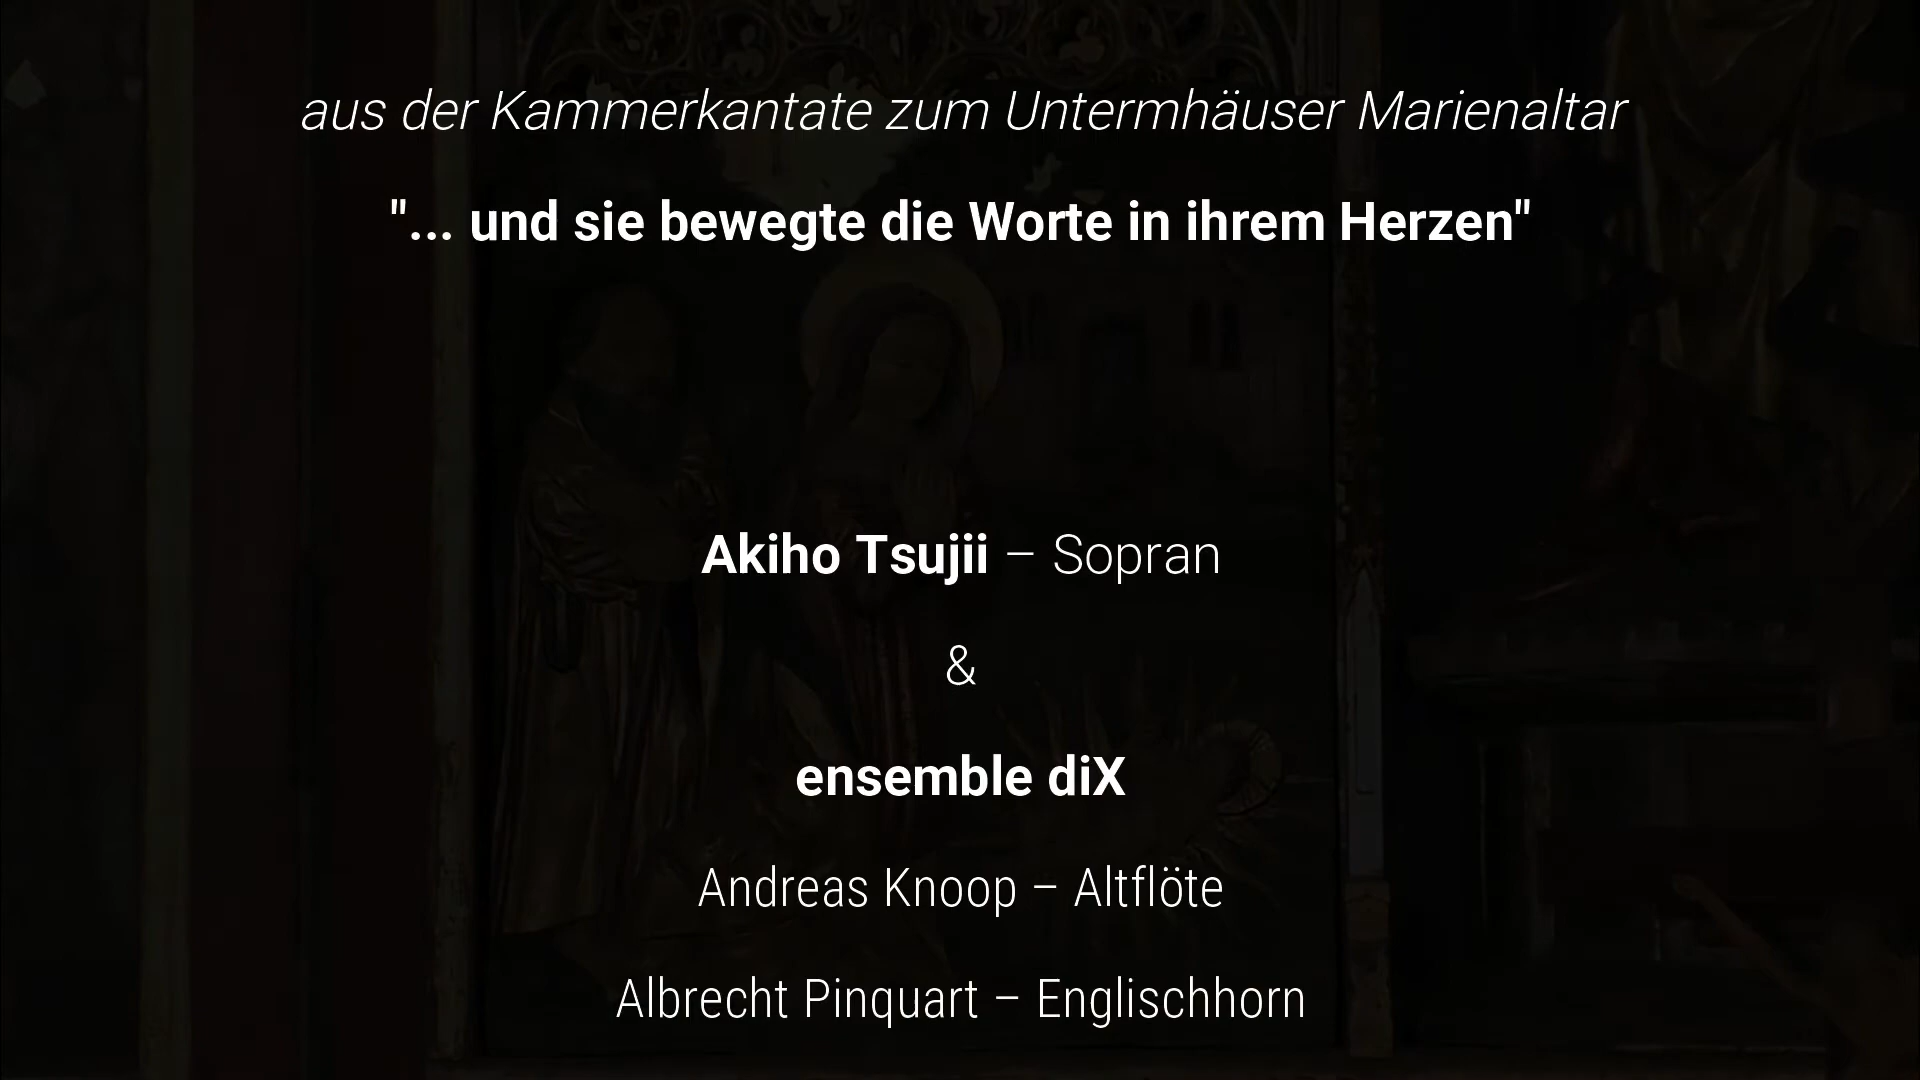 aus der Kammerkantate zum Untermhäuser Marienaltar
"... und sie bewegte die Worte in ihrem Herzen"
Akiho Tsujii – Sopran
&
ensemble diX
Andreas Knoop – Altflöte
Albrecht Pinquart – Englischhorn